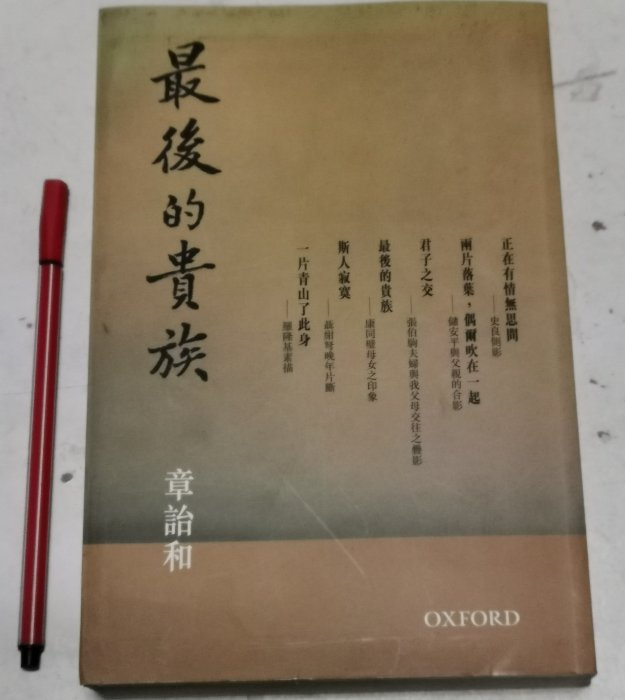 最後的貴族
章詒和
正在有情無思間
——史良側影
兩片落葉，偶爾吹在一起
——儲安平與父親的合影
君子之交
——張伯駒夫婦與我父母交往之疊影
最後的貴族
——康同璧母女之印象
斯人寂寞
——聶紺弩晚年片斷
一片青山了此身
——羅隆基素描
OXFORD